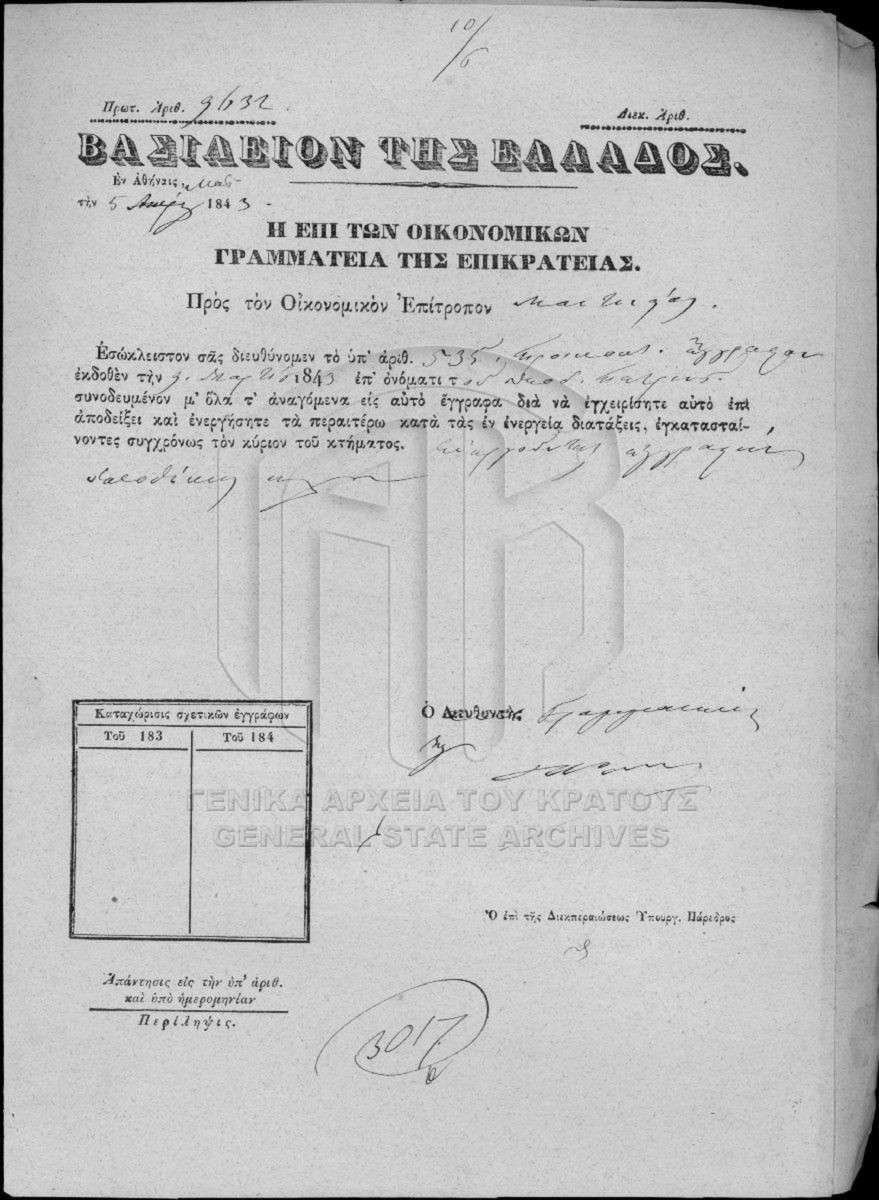 10/6
Πρωτ. Ἀριθ. 9632.
Διεκ. Ἀριθ.
ΒΑΣΙΛΕΙΟΝ ΤΗΣ ΕΛΛΑΔΟΣ.
Ἐν Ἀθήναις
τὴν 5 1843
Η ΕΠΙ ΤΩΝ ΟΙΚΟΝΟΜΙΚΩΝ
ΓΡΑΜΜΑΤΕΙΑ ΤΗΣ ΕΠΙΚΡΑΤΕΙΑΣ.
Πρὸς τὸν Οἰκονομικὸν Ἐπίτροπον
Ἐσώκλειστον σᾶς διευθύνομεν τὸ ὑπ' ἀριθ. 535,
ἐκδοθὲν τὴν 9 1843 ἐπ' ὀνόματι τοῦ
συνοδευμένον μ' ὅλα τ' ἀναγόμενα εἰς αὐτὸ ἔγγραφα διὰ νὰ ἐγχειρίσητε αὐτὸ ἐπὶ
ἀποδείξει καὶ ἐνεργήσητε τὰ περαιτέρω κατὰ τὰς ἐν ἐνεργείᾳ διατάξεις, ἐγκατασταί-
νοντες συγχρόνως τὸν κύριον τοῦ κτήματος.
Καταχώρισις σχετικῶν ἐγγράφων
Τοῦ 183 Τοῦ 184
Ὁ Διευθυντὴς
ΓΕΝΙΚΑ ΑΡΧΕΙΑ ΤΟΥ ΚΡΑΤΟΥΣ
GENERAL STATE ARCHIVES
Ὁ ἐπὶ τῆς Διεκπεραιώσεως Ὑπουργ. Πάρεδρος
Ἀπάντησις εἰς τὴν ὑπ' ἀριθ.
καὶ ὑπὸ ἡμερομηνίαν
Περίληψις.
3017